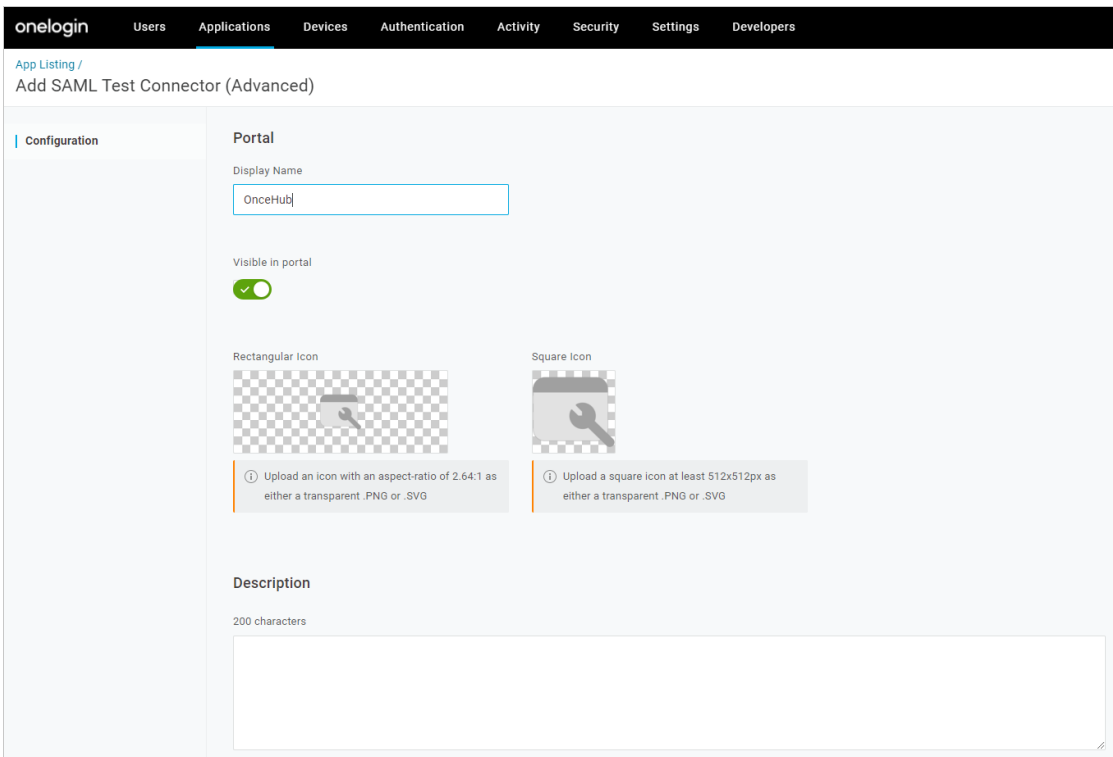 onelogin Users Applications Devices Authentication Activity Security Settings Developers
App Listing /
Add SAML Test Connector (Advanced)
Configuration
Portal
Display Name
OnceHub
Visible in portal
Rectangular Icon Square Icon
Upload an icon with an aspect-ratio of 2.64:1 as
either a transparent .PNG or .SVG
Upload a square icon at least 512x512px as
either a transparent .PNG or .SVG
Description
200 characters